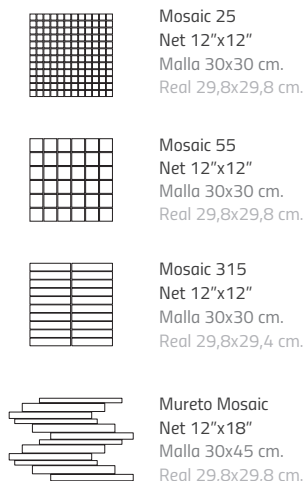 Mosaic 25
Net 12"x12"
Malla 30x30 cm.
Real 29,8x29,8 cm.
Mosaic 55
Net 12"x12"
Malla 30x30 cm.
Real 29,8x29,8 cm.
Mosaic 315
Net 12"x12"
Malla 30x30 cm.
Real 29,8x29,4 cm.
Mureto Mosaic
Net 12"x18"
Malla 30x45 cm.
Real 29,8x29,8 cm.